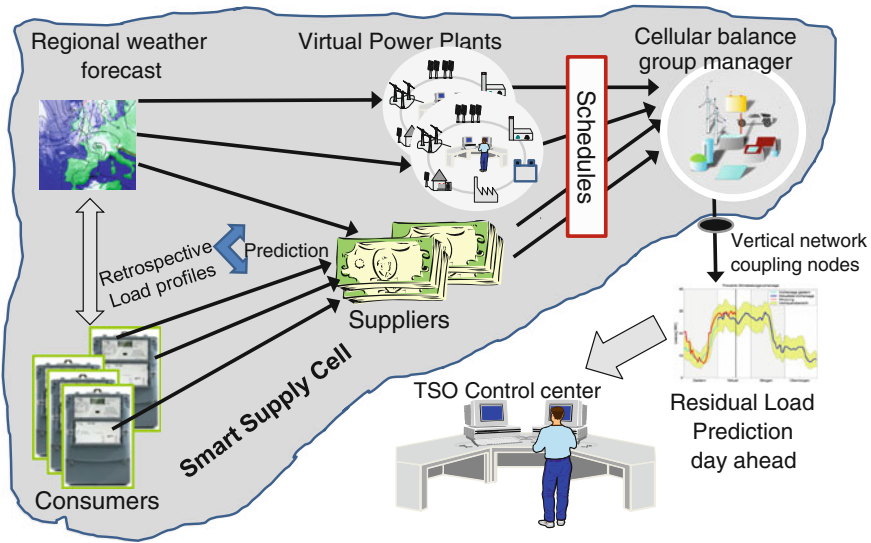 Regional weather
forecast
Virtual Power Plants
Cellular balance
group manager
Schedules
Retrospective
Load profiles
Prediction
Vertical network
coupling nodes
Suppliers
Smart Supply Cell
TSO Control center
Residual Load
Prediction
day ahead
Consumers